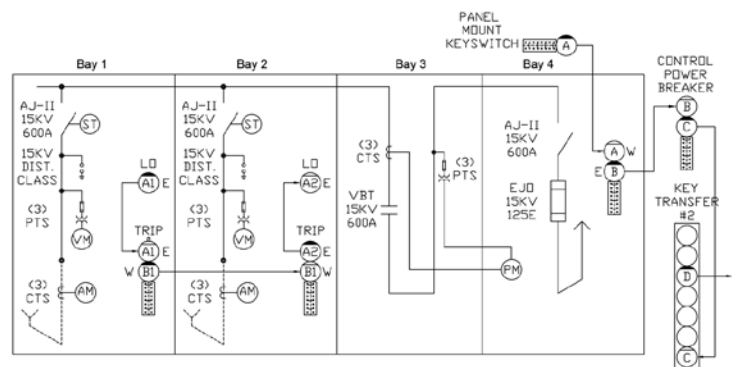 PANEL
MOUNT
KEYSWITCH
A
Bay 1
Bay 2
Bay 3
Bay 4
CONTROL
POWER
BREAKER
B
C
AJ-II
15KV
600A
ST
15KV
DIST.
CLASS
(3)
PTS
VM
(3)
CTS
AM
LO
A1 E
TRIP
A1 E
W B1
AJ-II
15KV
600A
ST
15KV
DIST.
CLASS
(3)
PTS
VM
(3)
CTS
AM
LO
A2 E
TRIP
A2 E
B1 W
(3)
CTS
VBT
15KV
600A
(3)
PTS
PM
AJ-II
15KV
600A
EJO
15KV
125E
A W
E B
KEY
TRANSFER
#2
D
C